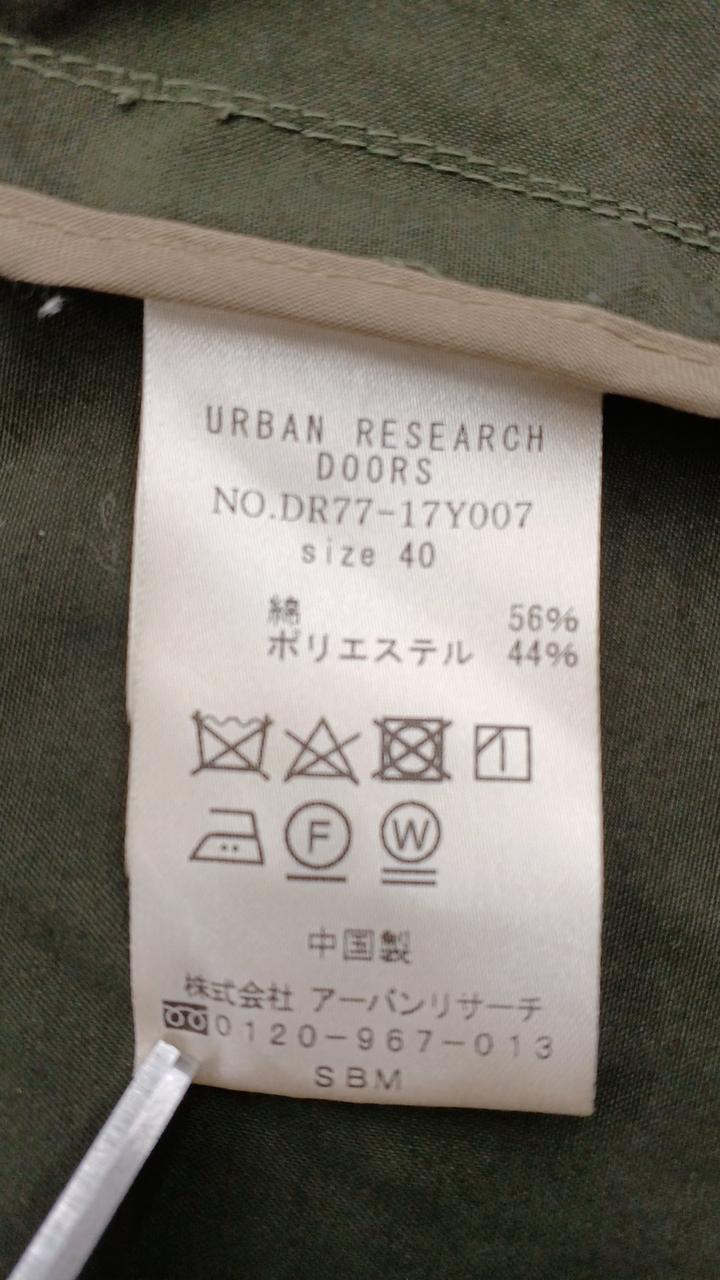 URBAN RESEARCH
DOORS
NO.DR77-17Y007
size 40
綿 56%
ポリエステル 44%
F W
中国製
株式会社 アーバンリサーチ
0120-967-013
SBM